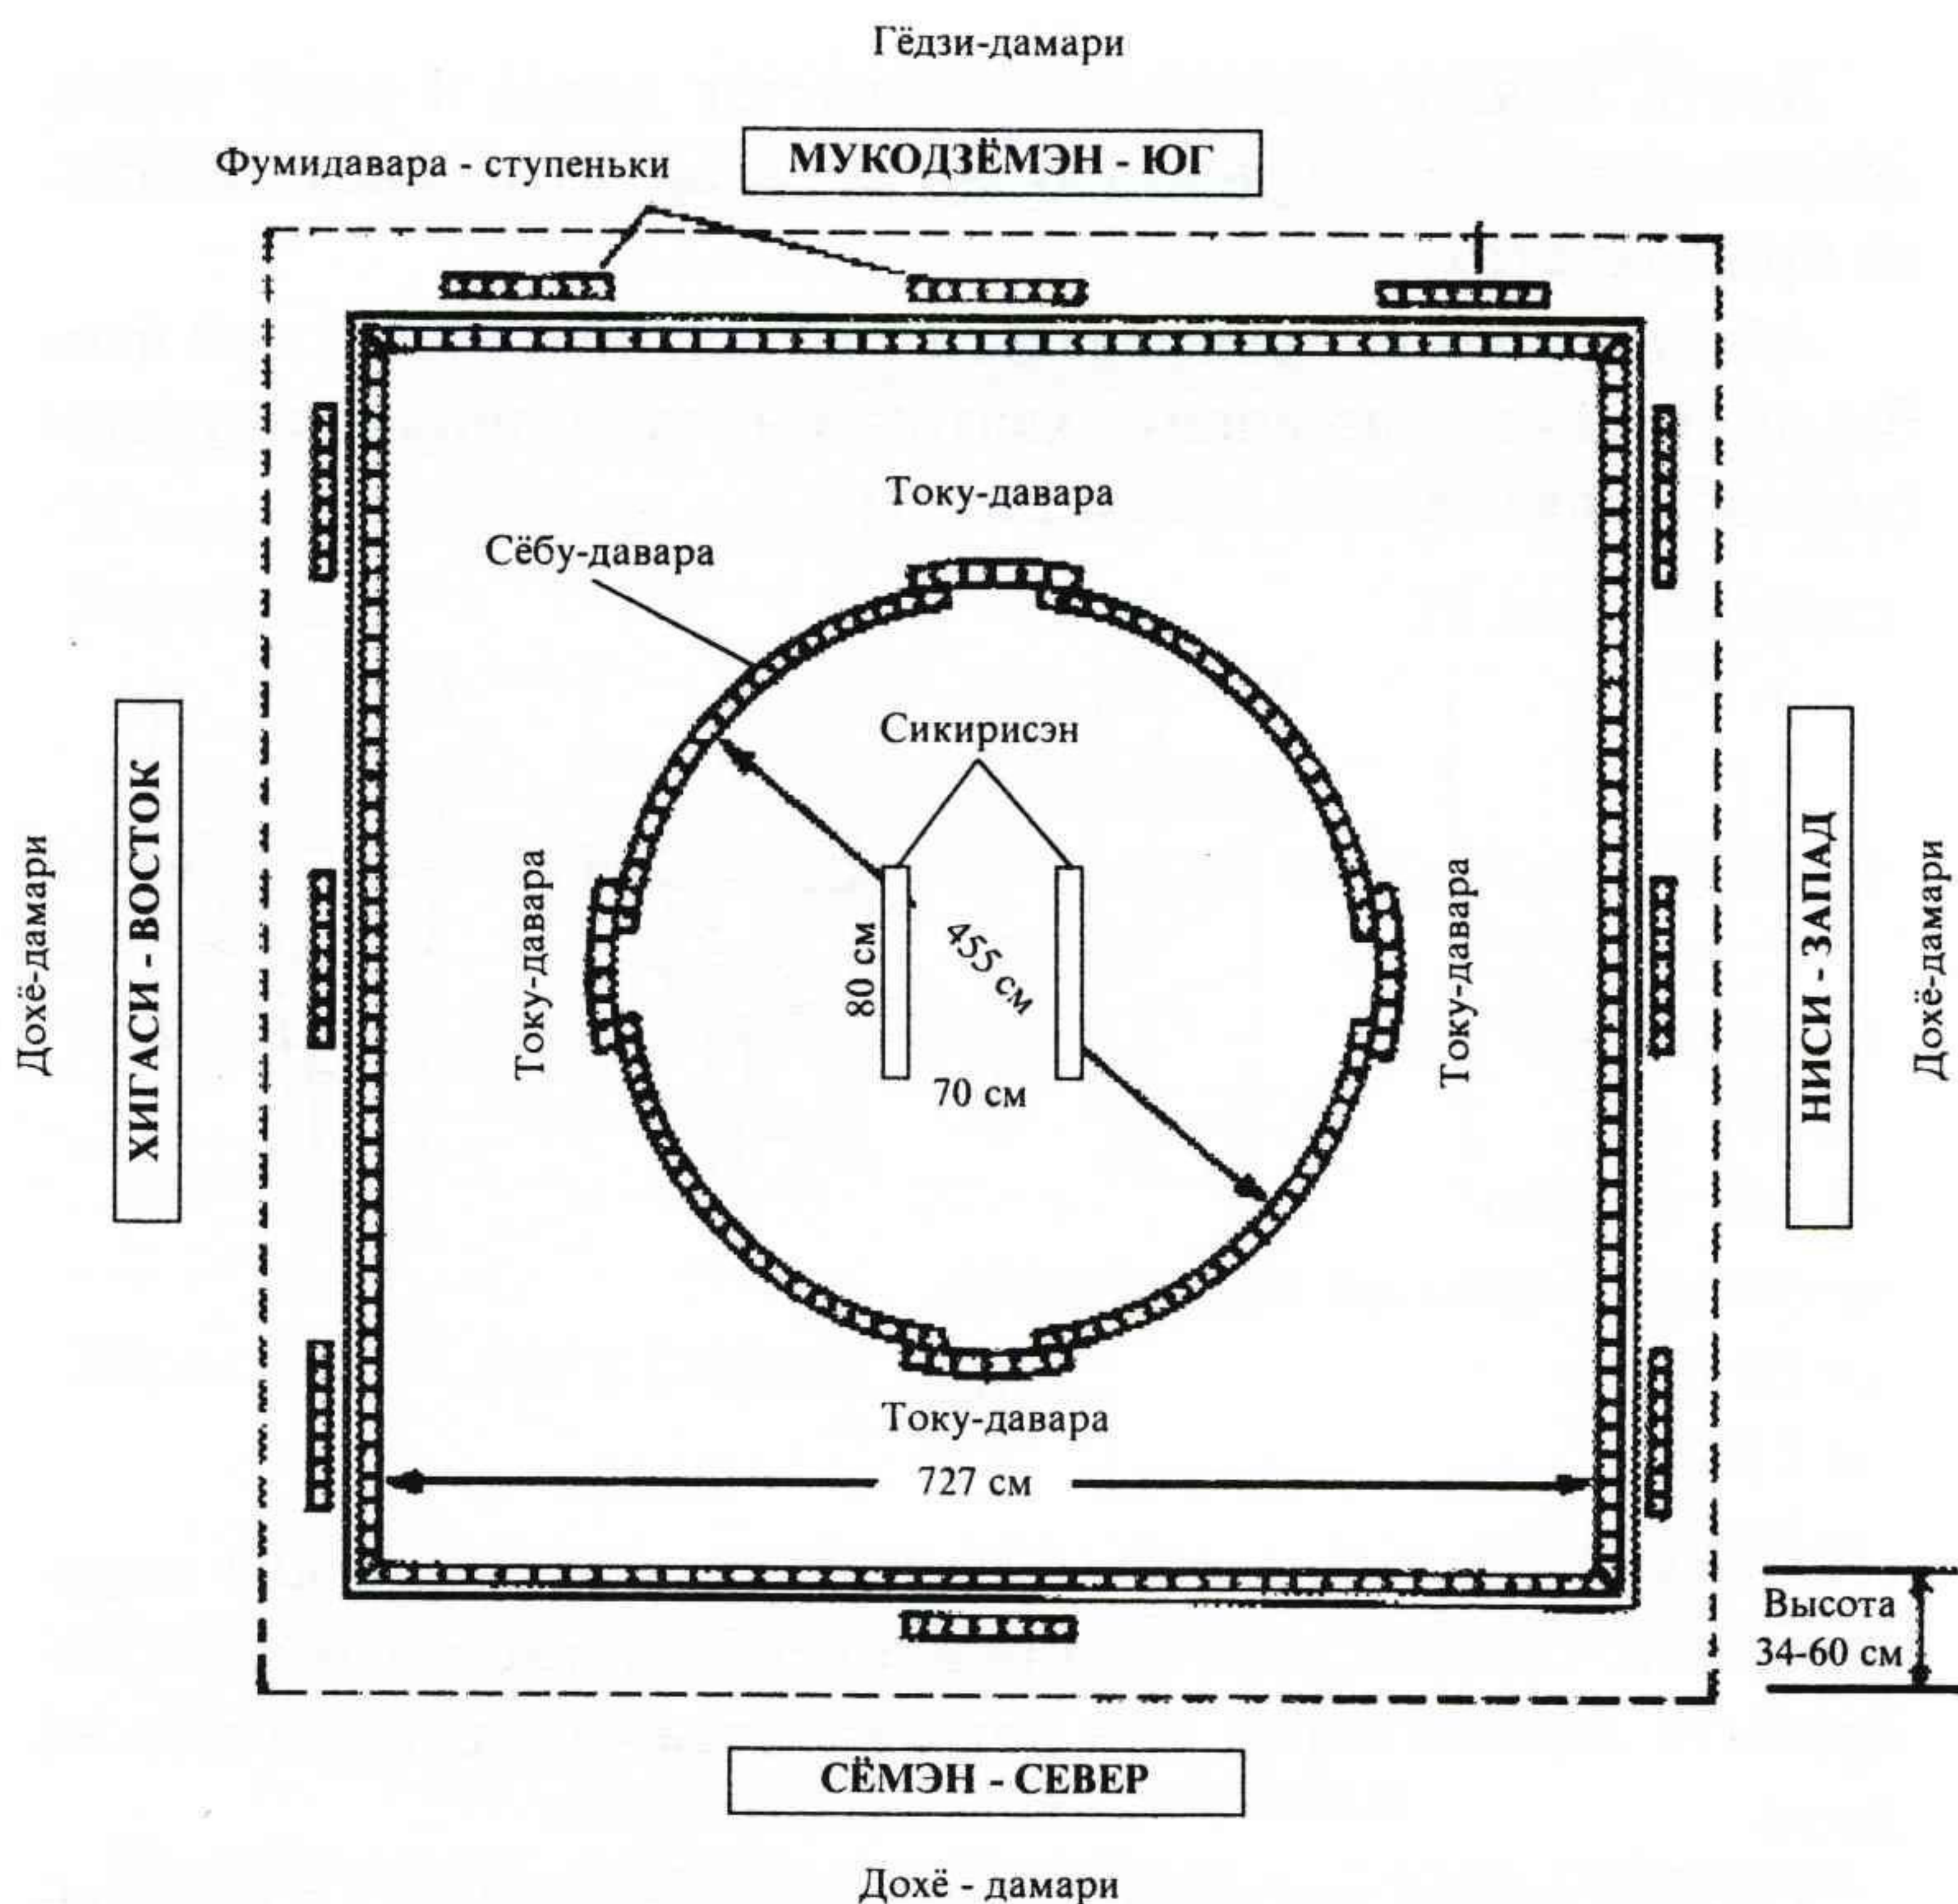 Гёдзи-дамари
МУКОДЗЁМЭН - ЮГ
Фумидавара - ступеньки
Току-давара
Сёбу-давара
Сикирисэн
Дохё-дамари
ХИГАСИ - ВОСТОК
Току-давара
80 см
455 см
70 см
Току-давара
НИСИ - ЗАПАД
Дохё-дамари
Току-давара
727 см
Высота
34-60 см
СЁМЭН - СЕВЕР
Дохё - дамари